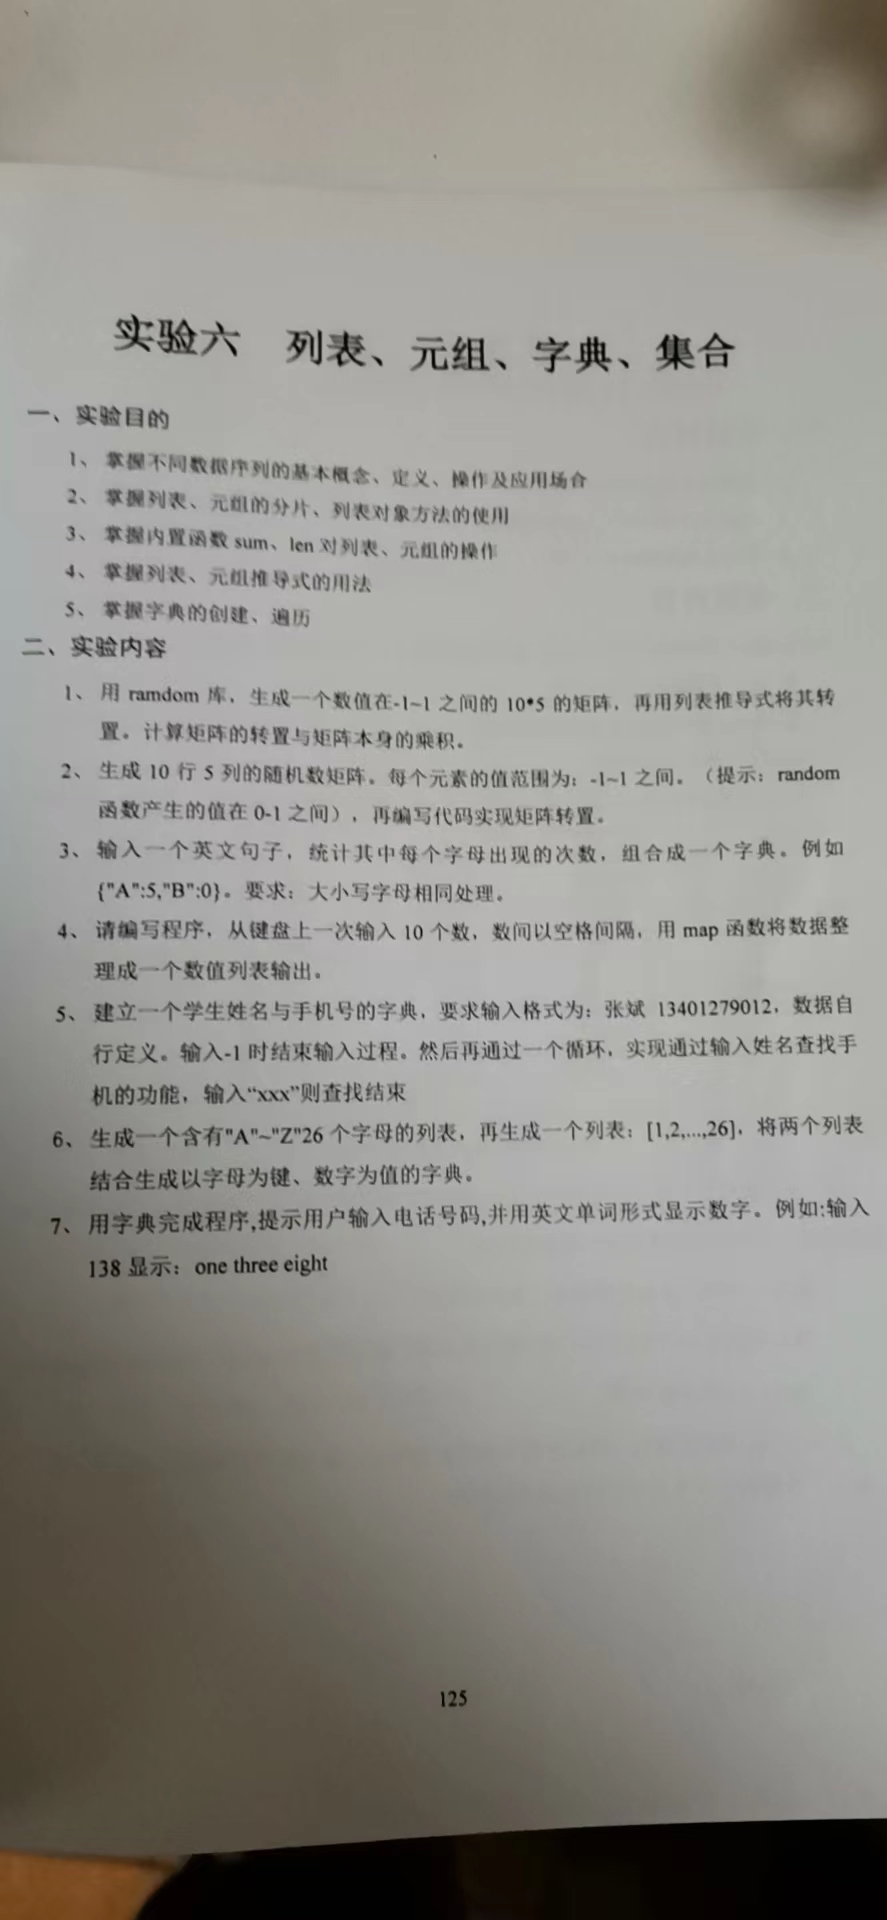 实验六 列表、元组、字典、集合
一、实验目的
1、 掌握不同数据序列的基本概念、定义、操作及应用场合
2、 掌握列表、元组的分片、列表对象方法的使用
3、 掌握内置函数 sum、len 对列表、元组的操作
4、 掌握列表、元组推导式的用法
5、 掌握字典的创建、遍历
二、实验内容
1、 用 ramdom 库，生成一个数值在-1~1 之间的 10*5 的矩阵，再用列表推导式将其转
置。计算矩阵的转置与矩阵本身的乘积。
2、 生成 10 行 5 列的随机数矩阵。每个元素的值范围为：-1~1 之间。（提示：random
函数产生的值在 0-1 之间），再编写代码实现矩阵转置。
3、 输入一个英文句子，统计其中每个字母出现的次数，组合成一个字典。例如
{"A":5,"B":0}。要求：大小写字母相同处理。
4、 请编写程序，从键盘上一次输入 10 个数，数间以空格间隔，用 map 函数将数据整
理成一个数值列表输出。
5、 建立一个学生姓名与手机号的字典，要求输入格式为：张斌 13401279012，数据自
行定义。输入-1 时结束输入过程。然后再通过一个循环，实现通过输入姓名查找手
机的功能，输入“xxx”则查找结束
6、 生成一个含有"A"~"Z"26 个字母的列表，再生成一个列表：[1,2,...,26]，将两个列表
结合生成以字母为键、数字为值的字典。
7、 用字典完成程序,提示用户输入电话号码,并用英文单词形式显示数字。例如:输入
138 显示：one three eight
125